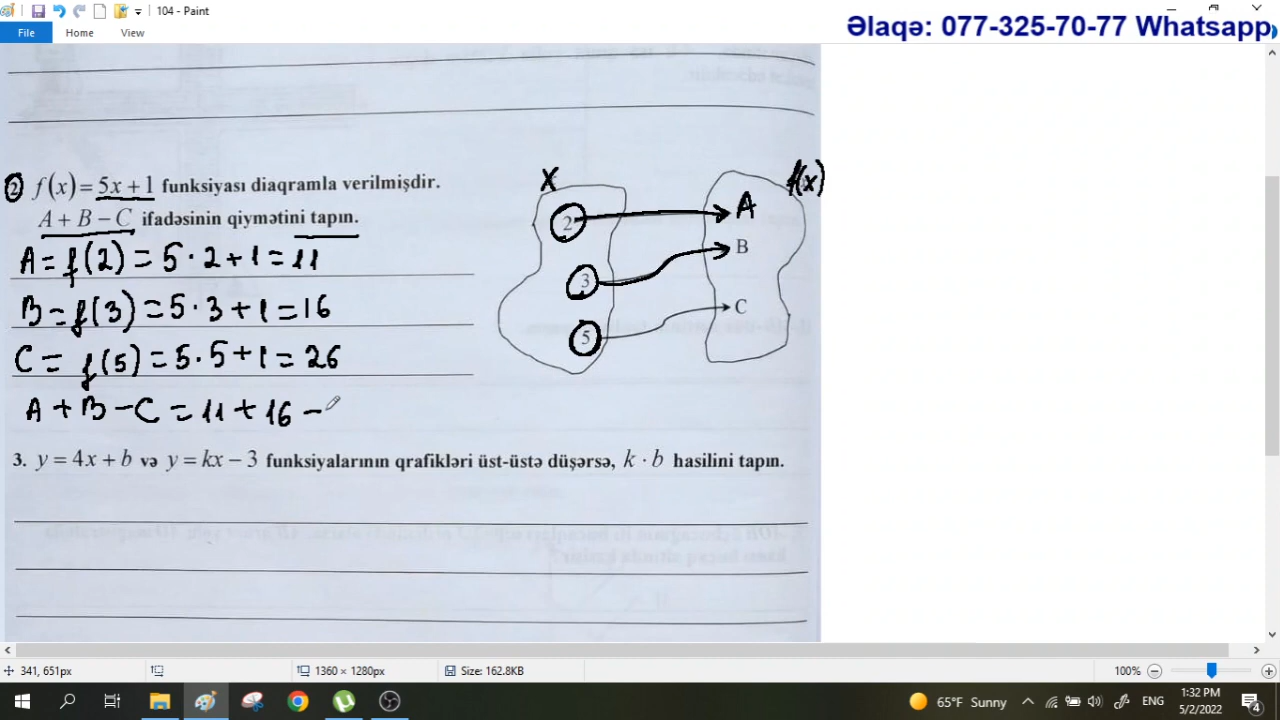 104 - Paint
Əlaqə: 077-325-70-77 Whatsapp
File Home View
2 f(x) = 5x + 1 funksiyası diaqramla verilmişdir.
A + B − C ifadəsinin qiymətini tapın.
A = f(2) = 5 · 2 + 1 = 11
B = f(3) = 5 · 3 + 1 = 16
C = f(5) = 5 · 5 + 1 = 26
A + B − C = 11 + 16 −
X f(x)
2 A
3 B
5 C
3. y = 4x + b və y = kx − 3 funksiyalarının qrafikləri üst-üstə düşərsə, k · b hasilini tapın.
341, 651px 1360 × 1280px Size: 162.8KB 100%
65°F Sunny ENG 1:32 PM
5/2/2022 4